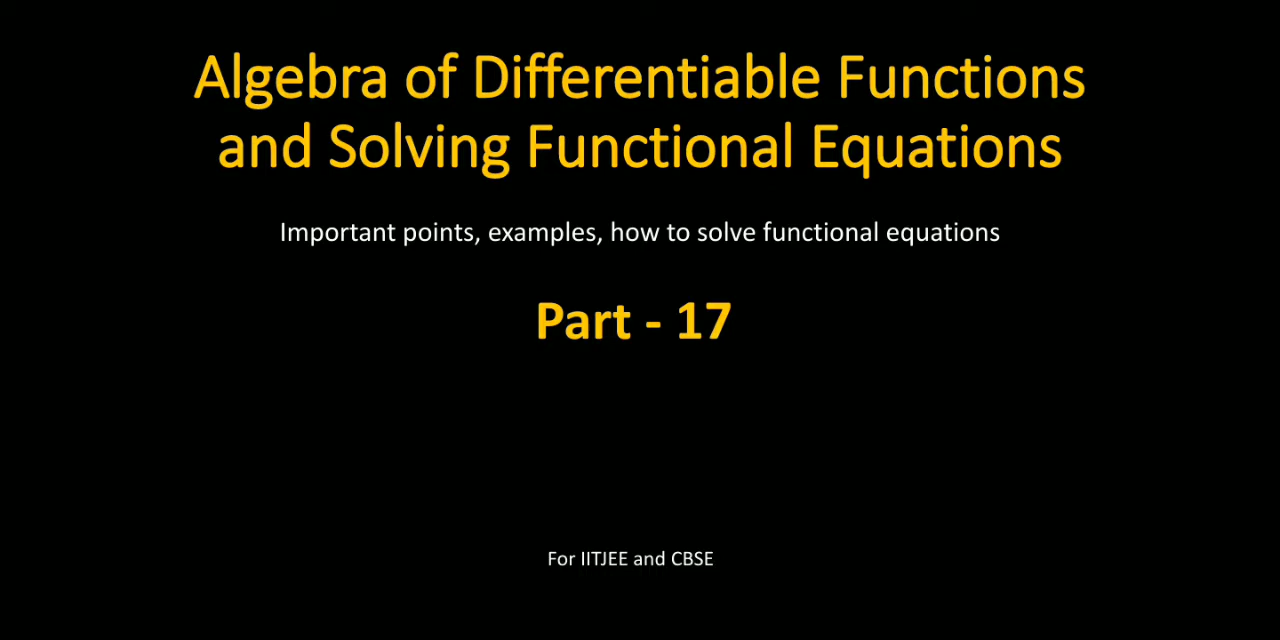 Algebra of Differentiable Functions
and Solving Functional Equations
Important points, examples, how to solve functional equations
Part - 17
For IITJEE and CBSE